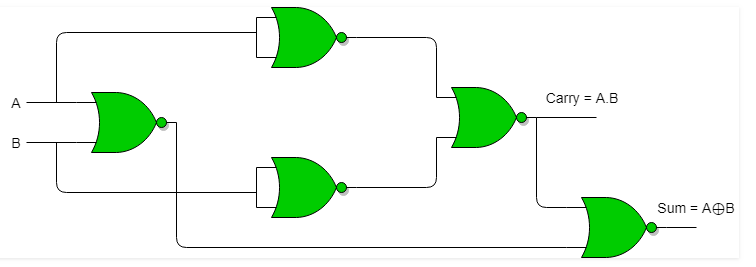 Carry = A.B
A
B
Sum = A⊕B